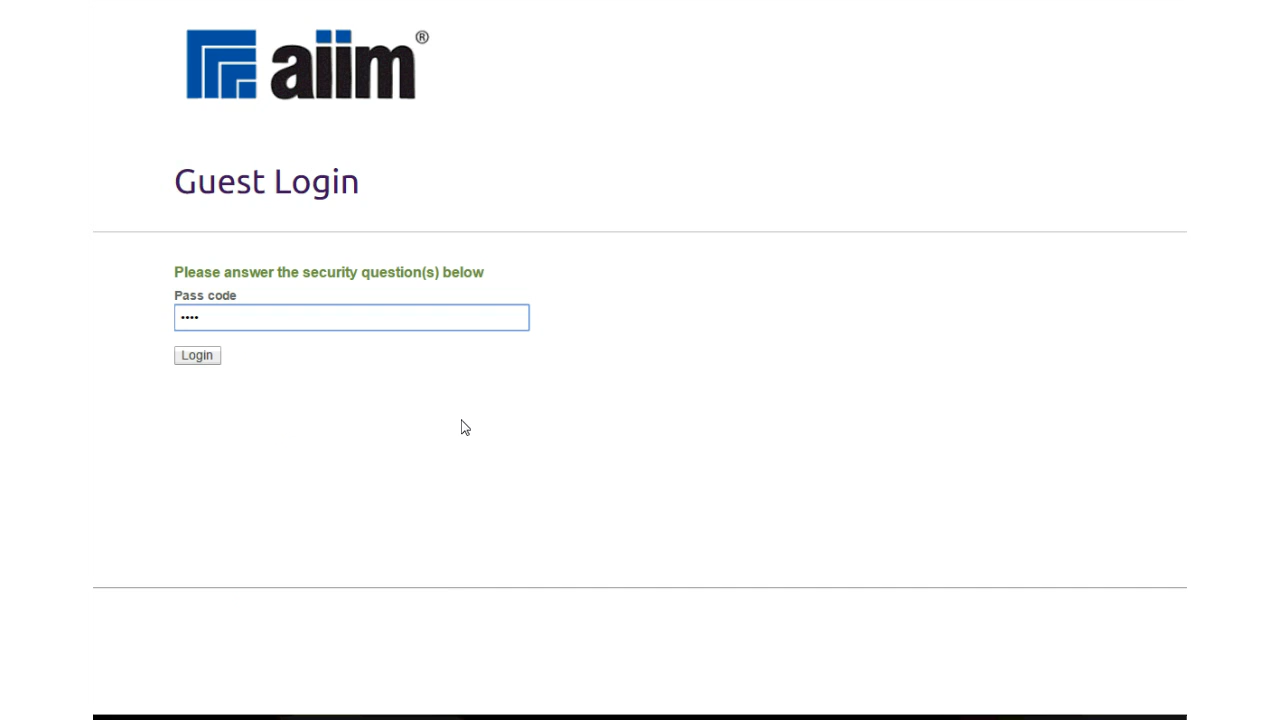 aiim®
Guest Login
Please answer the security question(s) below
Pass code
••••
Login